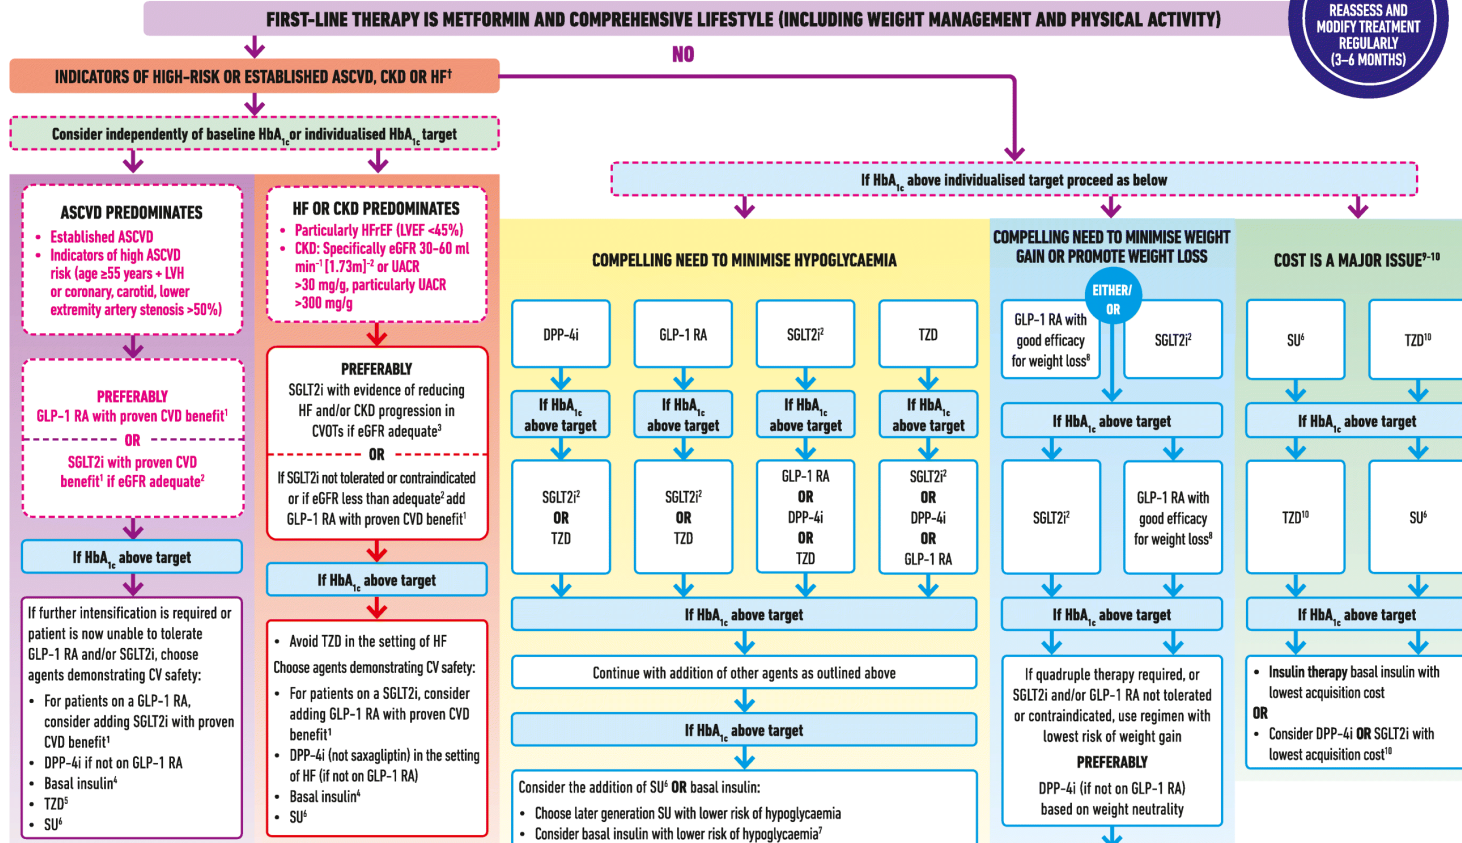 FIRST-LINE THERAPY IS METFORMIN AND COMPREHENSIVE LIFESTYLE (INCLUDING WEIGHT MANAGEMENT AND PHYSICAL ACTIVITY)
REASSESS AND
MODIFY TREATMENT
REGULARLY
(3–6 MONTHS)
NO
INDICATORS OF HIGH-RISK OR ESTABLISHED ASCVD, CKD OR HF†
Consider independently of baseline HbA1c or individualised HbA1c target
If HbA1c above individualised target proceed as below
ASCVD PREDOMINATES
• Established ASCVD
• Indicators of high ASCVD
risk (age ≥55 years + LVH
or coronary, carotid, lower
extremity artery stenosis >50%)
PREFERABLY
GLP-1 RA with proven CVD benefit1
OR
SGLT2i with proven CVD
benefit1 if eGFR adequate2
If HbA1c above target
If further intensification is required or
patient is now unable to tolerate
GLP-1 RA and/or SGLT2i, choose
agents demonstrating CV safety:
• For patients on a GLP-1 RA,
consider adding SGLT2i with proven
CVD benefit1
• DPP-4i if not on GLP-1 RA
• Basal insulin4
• TZD5
• SU6
HF OR CKD PREDOMINATES
• Particularly HFrEF (LVEF <45%)
• CKD: Specifically eGFR 30–60 ml
min-1 [1.73m]-2 or UACR
>30 mg/g, particularly UACR
>300 mg/g
PREFERABLY
SGLT2i with evidence of reducing
HF and/or CKD progression in
CVOTs if eGFR adequate3
OR
If SGLT2i not tolerated or contraindicated
or if eGFR less than adequate2 add
GLP-1 RA with proven CVD benefit1
If HbA1c above target
• Avoid TZD in the setting of HF
Choose agents demonstrating CV safety:
• For patients on a SGLT2i, consider
adding GLP-1 RA with proven CVD
benefit1
• DPP-4i (not saxagliptin) in the setting
of HF (if not on GLP-1 RA)
• Basal insulin4
• SU6
COMPELLING NEED TO MINIMISE HYPOGLYCAEMIA
DPP-4i
GLP-1 RA
SGLT2i2
TZD
If HbA1c
above target
If HbA1c
above target
If HbA1c
above target
If HbA1c
above target
SGLT2i2
OR
TZD
SGLT2i2
OR
TZD
GLP-1 RA
OR
DPP-4i
OR
TZD
SGLT2i2
OR
DPP-4i
OR
GLP-1 RA
If HbA1c above target
Continue with addition of other agents as outlined above
If HbA1c above target
Consider the addition of SU6 OR basal insulin:
• Choose later generation SU with lower risk of hypoglycaemia
• Consider basal insulin with lower risk of hypoglycaemia7
COMPELLING NEED TO MINIMISE WEIGHT
GAIN OR PROMOTE WEIGHT LOSS
EITHER/
OR
GLP-1 RA with
good efficacy
for weight loss8
SGLT2i2
If HbA1c above target
SGLT2i2
GLP-1 RA with
good efficacy
for weight loss8
If HbA1c above target
If quadruple therapy required, or
SGLT2i and/or GLP-1 RA not tolerated
or contraindicated, use regimen with
lowest risk of weight gain
PREFERABLY
DPP-4i (if not on GLP-1 RA)
based on weight neutrality
COST IS A MAJOR ISSUE9-10
SU6
TZD10
If HbA1c above target
TZD10
SU6
If HbA1c above target
• Insulin therapy basal insulin with
lowest acquisition cost
OR
• Consider DPP-4i OR SGLT2i with
lowest acquisition cost10